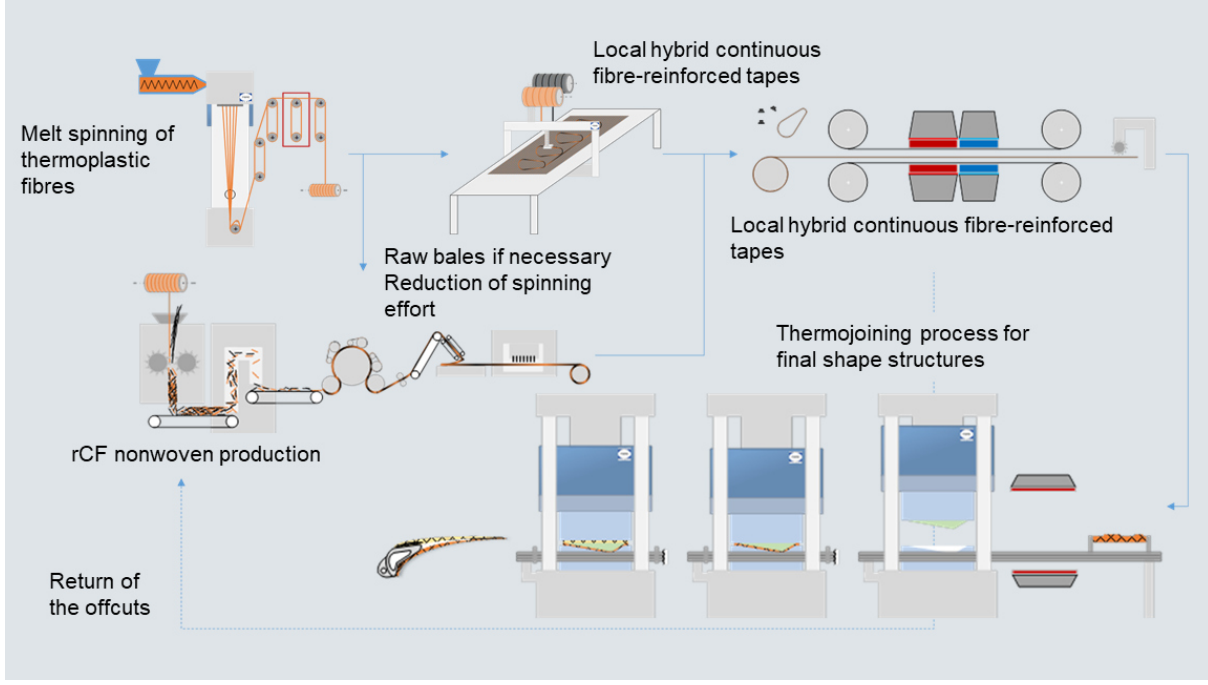 Melt spinning of
thermoplastic
fibres
Local hybrid continuous
fibre-reinforced tapes
Local hybrid continuous fibre-reinforced
tapes
Raw bales if necessary
Reduction of spinning
effort
Thermojoining process for
final shape structures
rCF nonwoven production
Return of
the offcuts